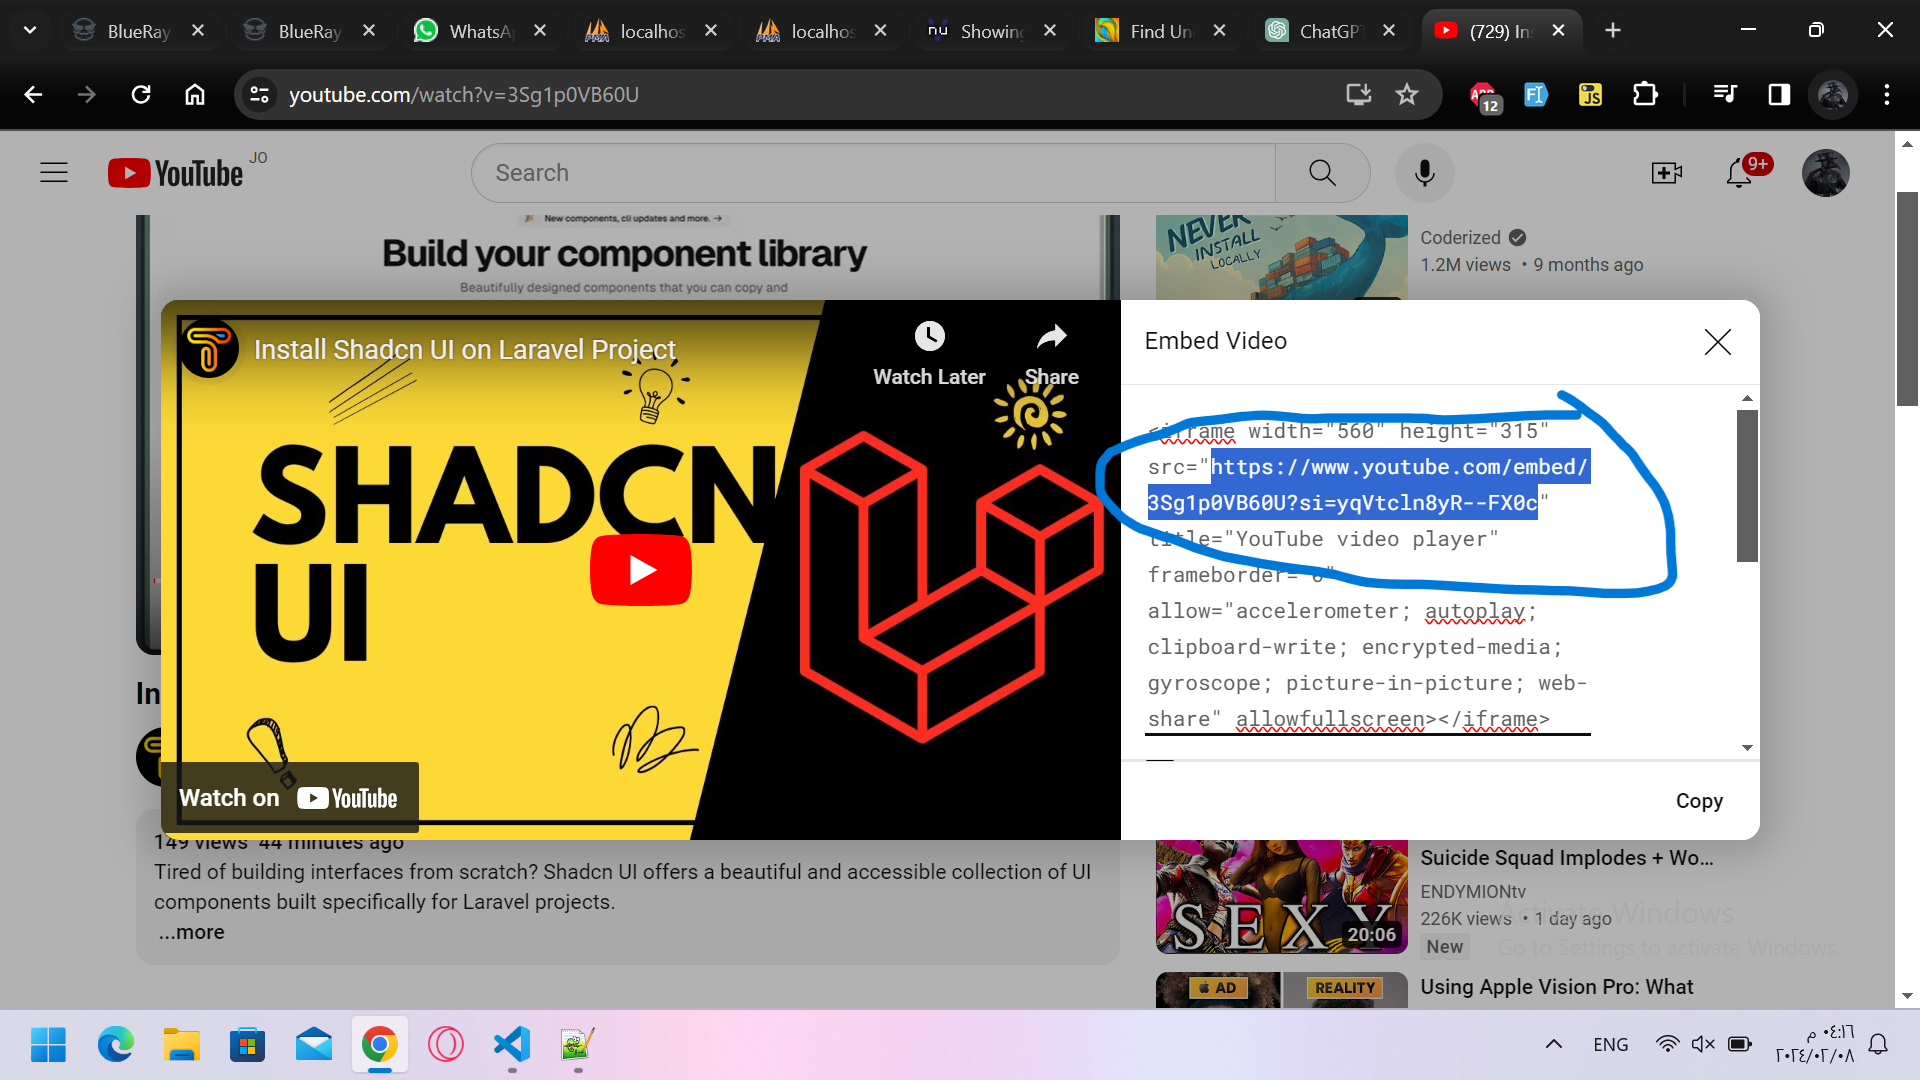 BlueRay
BlueRay
WhatsA
localhos
localhos
Showing
Find Un
ChatGPT
(729) In
youtube.com/watch?v=3Sg1p0VB60U
12
JS
YouTube JO
Search
9+
New components, cli updates and more. →
Build your component library
Beautifully designed components that you can copy and
NEVER
INSTALL
LOCALLY
Coderized
1.2M views • 9 months ago
Install Shadcn UI on Laravel Project
Watch Later
Share
SHADCN
UI
Watch on YouTube
Embed Video
<iframe width="560" height="315"
src="https://www.youtube.com/embed/
3Sg1p0VB60U?si=yqVtcln8yR--FX0c"
title="YouTube video player"
frameborder="0"
allow="accelerometer; autoplay;
clipboard-write; encrypted-media;
gyroscope; picture-in-picture; web-
share" allowfullscreen></iframe>
Copy
In
149 views 44 minutes ago
Tired of building interfaces from scratch? Shadcn UI offers a beautiful and accessible collection of UI
components built specifically for Laravel projects.
...more
SEXY
20:06
Suicide Squad Implodes + Wo...
ENDYMIONtv
226K views • 1 day ago
New
AD
REALITY
Using Apple Vision Pro: What
Activate Windows
Go to Settings to activate Windows.
ENG
٠٤:١٦ م
٢٠٢٤/٠٢/٠٨